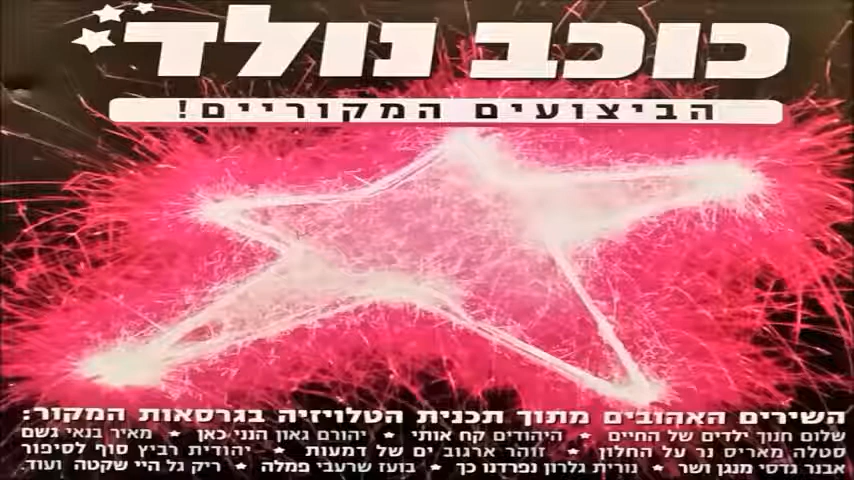 כוכב נולד
הביצועים המקוריים!
השירים האהובים מתוך תכנית הטלויזיה בגרסאות המקור:
שלום חנוך ילדים של החיים ★ היהודים קח אותי ★ יהורם גאון הנני כאן ★ מאיר בנאי גשם
סטלה מאריס נר על החלון ★ זוהר ארגוב ים של דמעות ★ יהודית רביץ סוף לסיפור
אבנר גדסי מנגן ושר ★ נורית גלרון נפרדנו כך ★ בועז שרעבי פמלה ★ ריק גל היי שקטה ועוד.